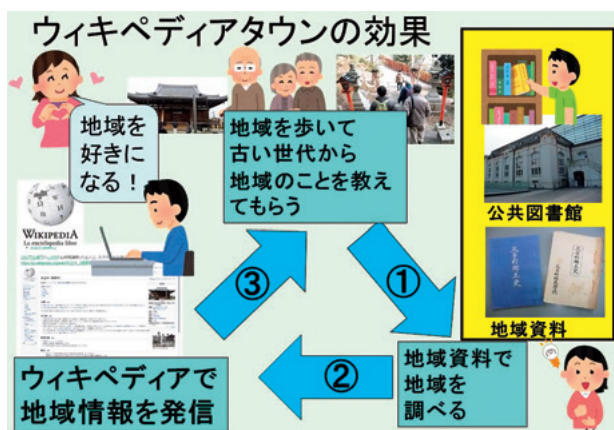 ウィキペディアタウンの効果
地域を
好きに
なる！
地域を歩いて
古い世代から
地域のことを教え
てもらう
公共図書館
地域資料
WIKIPEDIA
La enciclopedia libre
③
①
②
ウィキペディアで
地域情報を発信
地域資料で
地域を
調べる